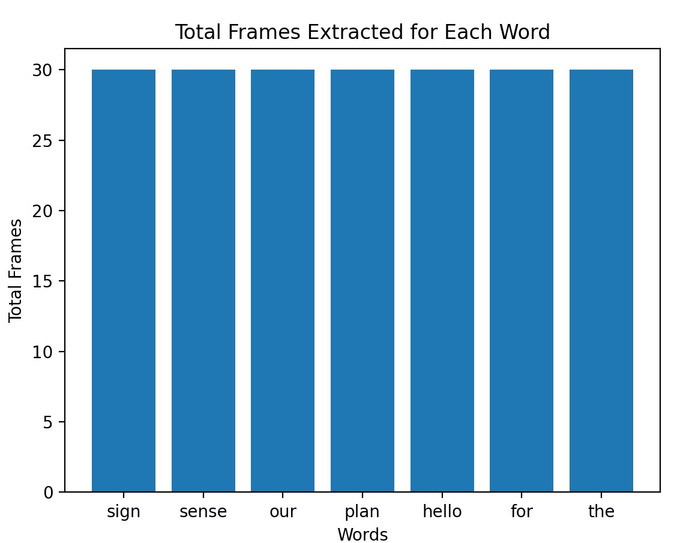 Total Frames Extracted for Each Word
Total Frames
30
25
20
15
10
5
0
sign sense our plan hello for the
Words